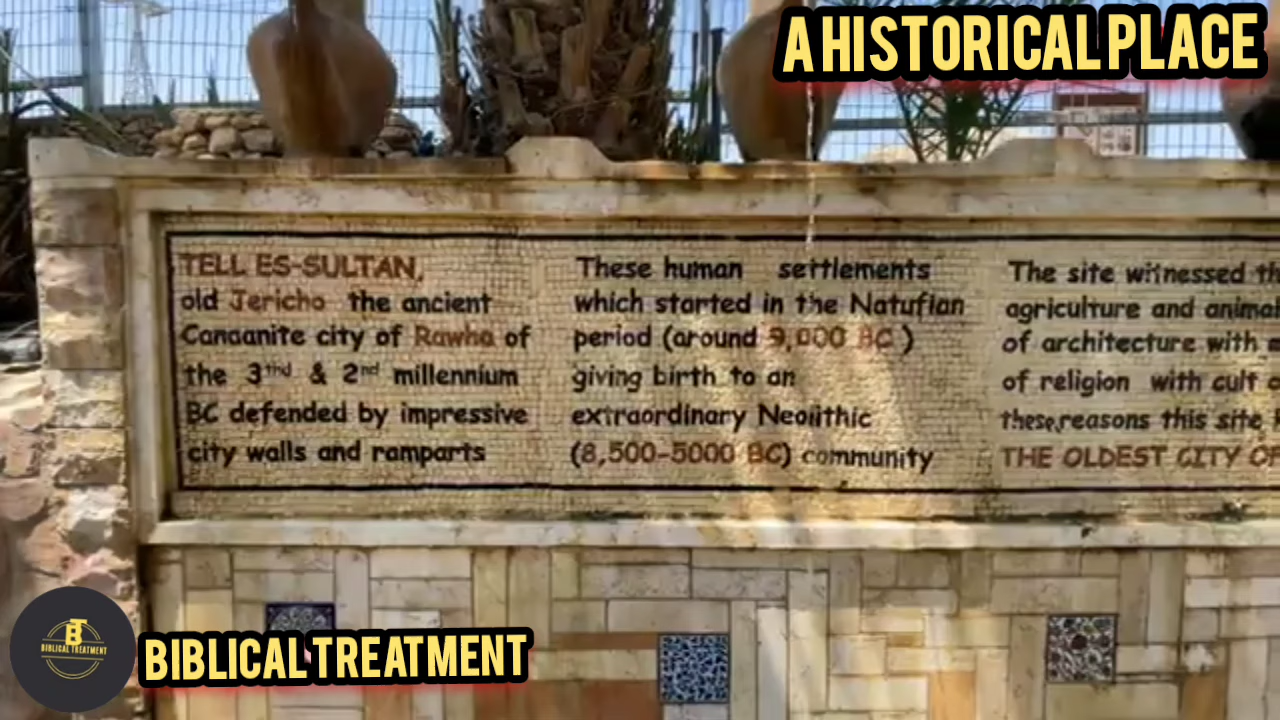 A HISTORICAL PLACE
TELL ES-SULTAN,
old Jericho the ancient
Canaanite city of Rawha of
the 3thd & 2nd millennium
BC defended by impressive
city walls and ramparts
These human settlements
which started in the Natufian
period (around 9,000 BC )
giving birth to an
extraordinary Neolithic
(8,500-5000 BC) community
The site witnessed
agriculture and
of architecture with
of religion with cult
these,reasons this site
THE OLDEST CITY OF
BT
BIBLICAL TREATMENT
BIBLICAL TREATMENT